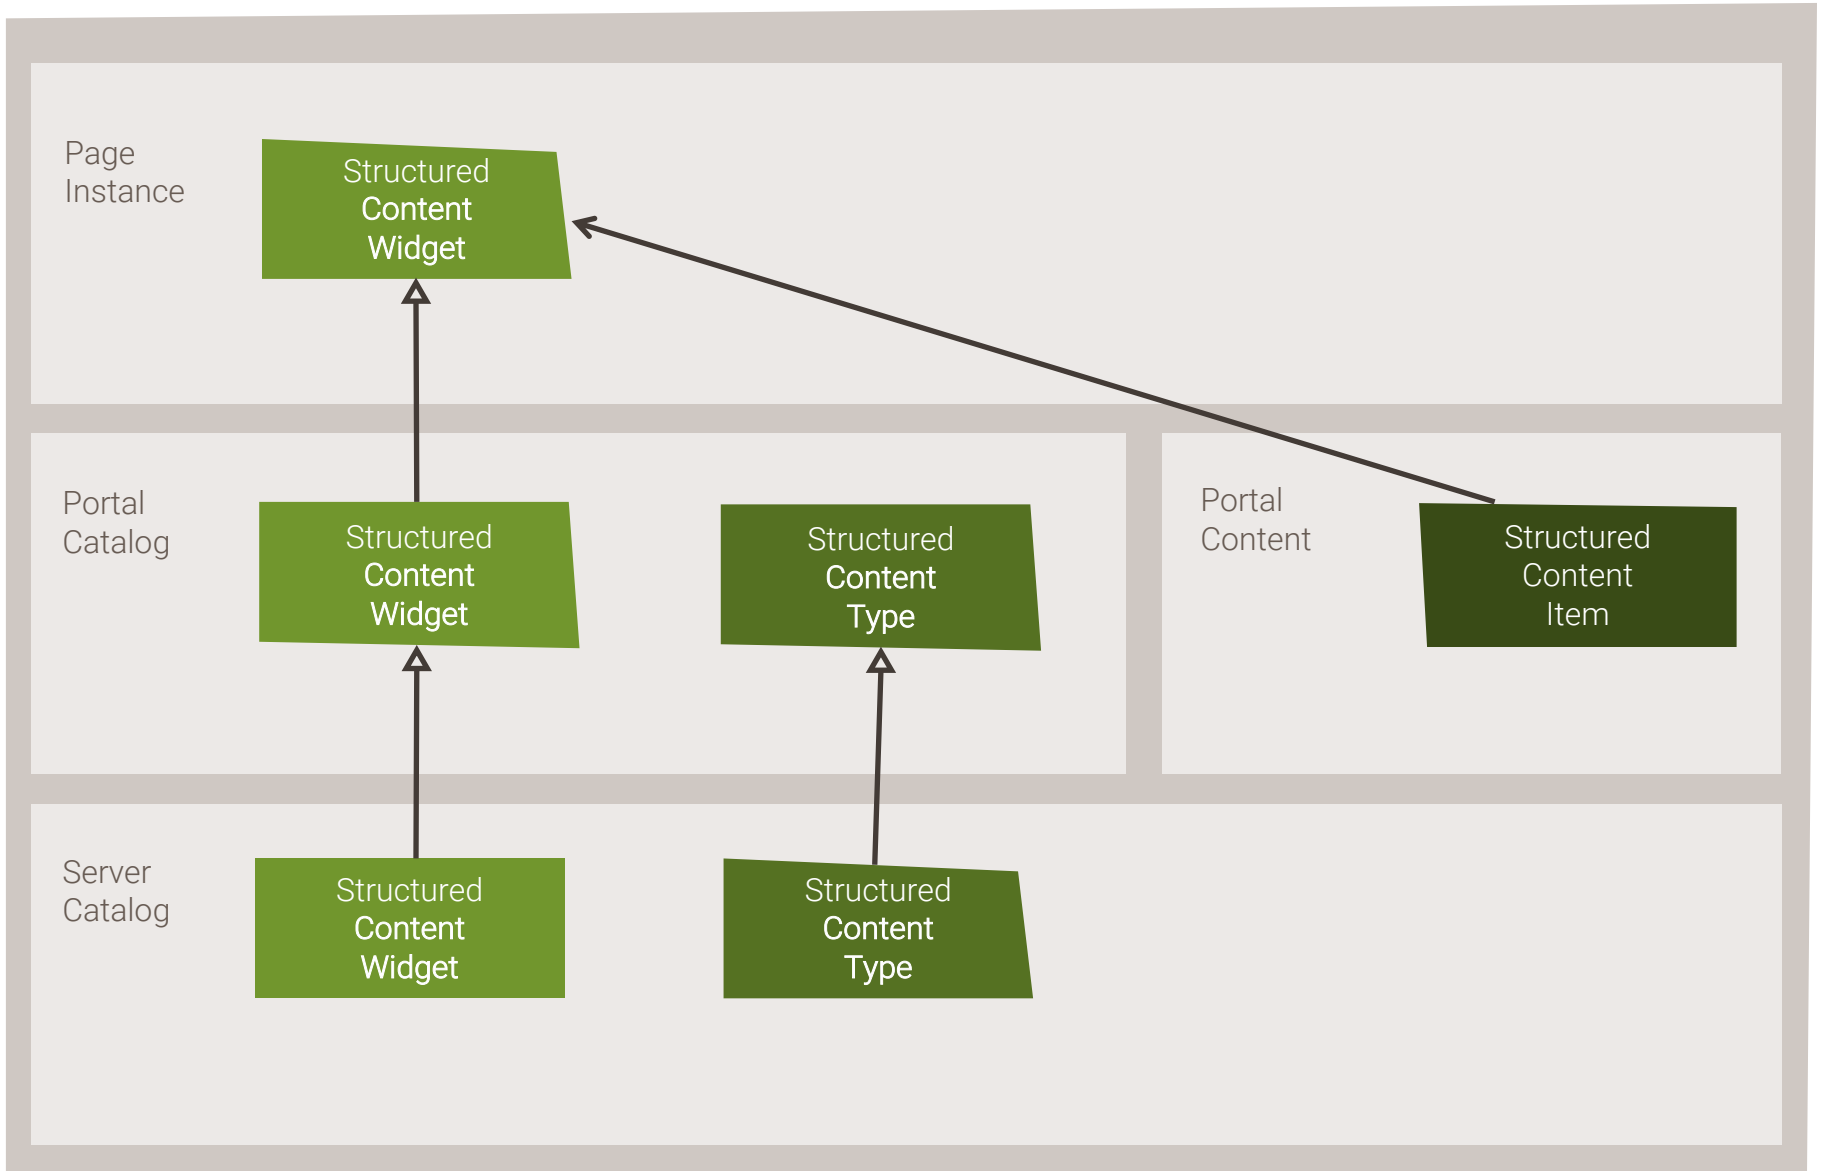 Page
Instance
Structured
Content
Widget
Portal
Catalog
Structured
Content
Widget
Structured
Content
Type
Portal
Content
Structured
Content
Item
Server
Catalog
Structured
Content
Widget
Structured
Content
Type